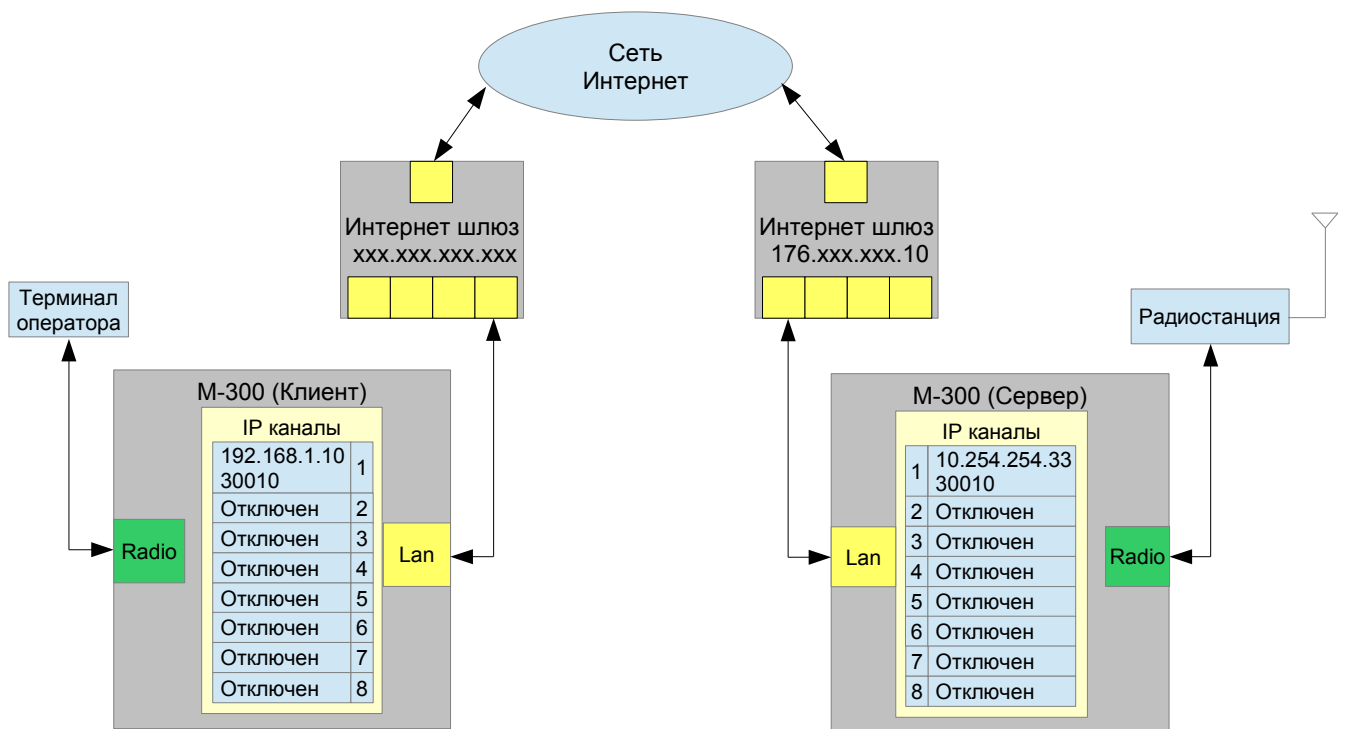 Сеть
Интернет
Интернет шлюз
xxx.xxx.xxx.xxx
Интернет шлюз
176.xxx.xxx.10
Терминал
оператора
Радиостанция
М-300 (Клиент)
IP каналы
192.168.1.10
30010
1
Отключен 2
Отключен 3
Отключен 4
Отключен 5
Отключен 6
Отключен 7
Отключен 8
Radio
Lan
М-300 (Сервер)
IP каналы
1
10.254.254.33
30010
2 Отключен
3 Отключен
4 Отключен
5 Отключен
6 Отключен
7 Отключен
8 Отключен
Lan
Radio